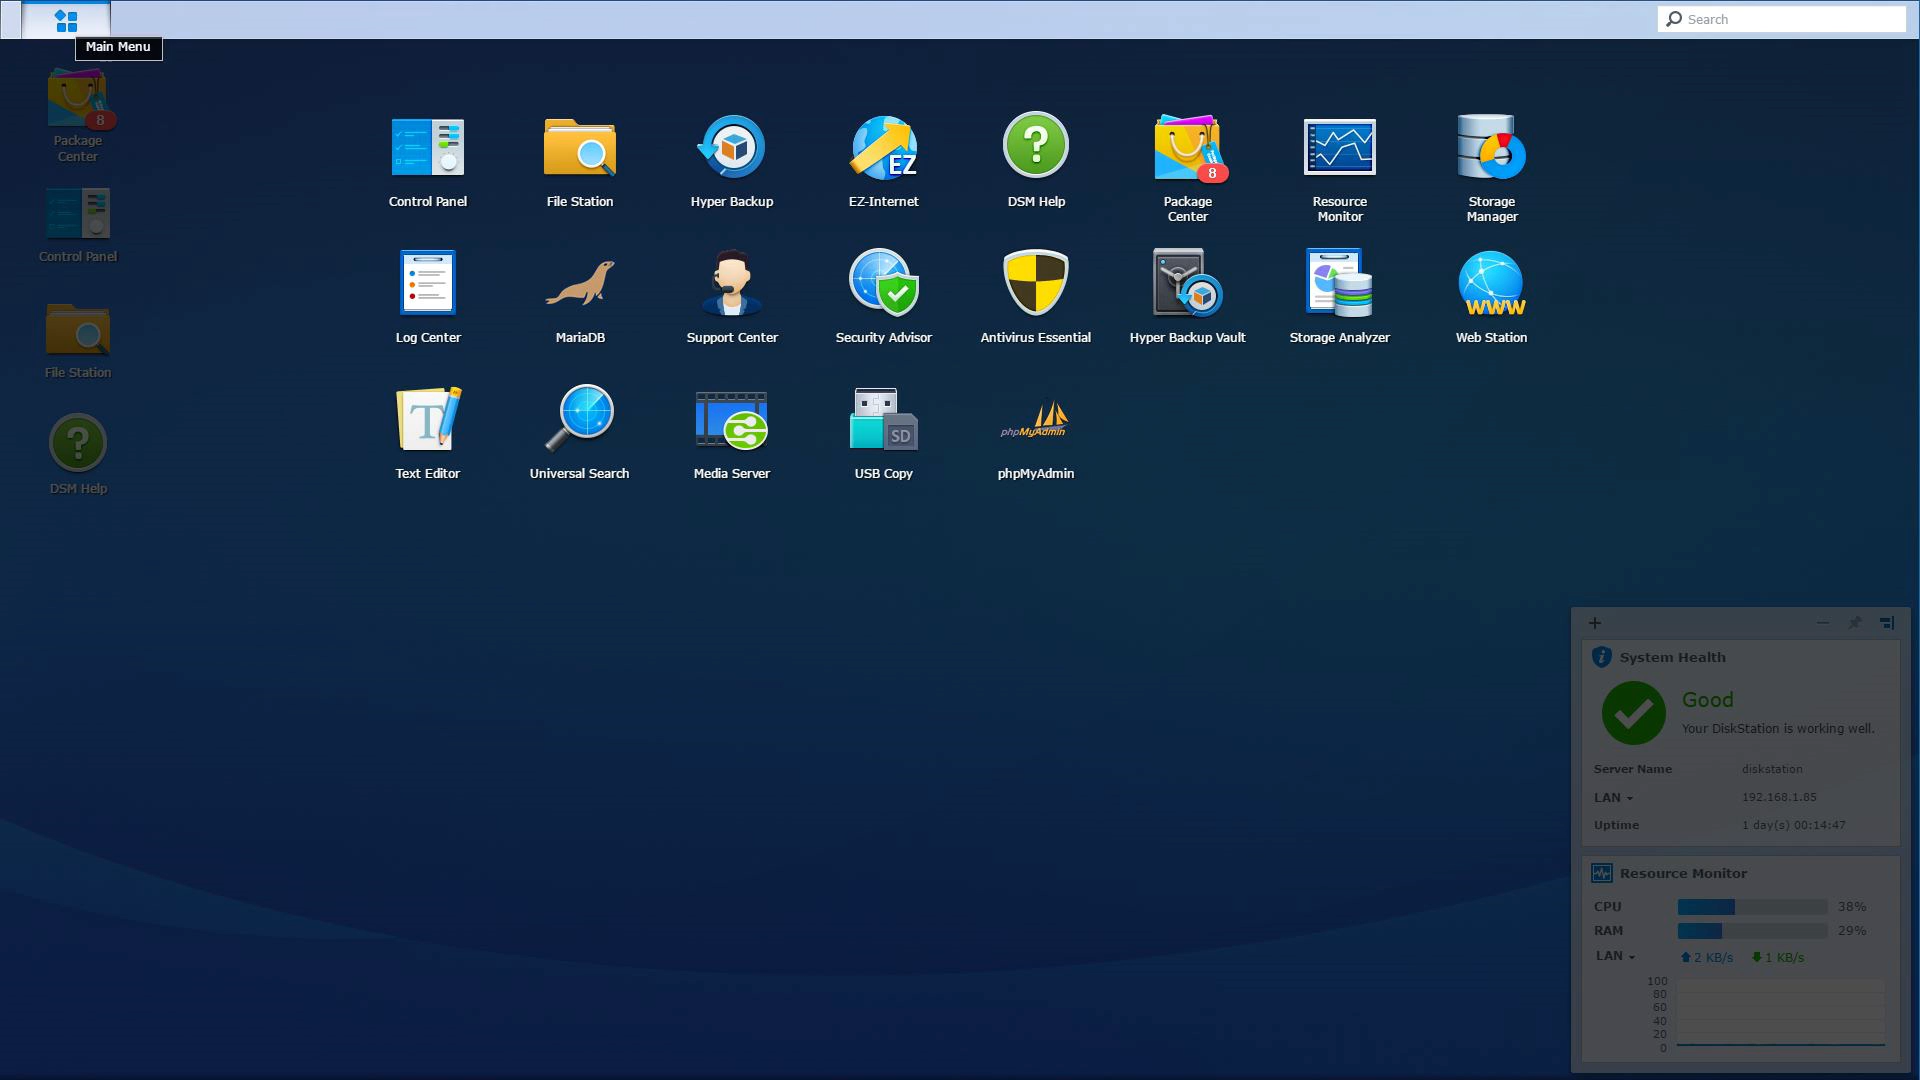 Search
Main Menu
8
Package
Center
Control Panel
File Station
DSM Help
Control Panel
File Station
Hyper Backup
EZ
EZ-Internet
DSM Help
8
Package
Center
Resource
Monitor
Storage
Manager
Log Center
MariaDB
Support Center
Security Advisor
Antivirus Essential
Hyper Backup Vault
Storage Analyzer
WWW
Web Station
T
Text Editor
Universal Search
Media Server
SD
USB Copy
phpMyAdmin
phpMyAdmin
System Health
Good
Your DiskStation is working well.
Server Name diskstation
LAN 192.168.1.85
Uptime 1 day(s) 00:14:47
Resource Monitor
CPU 38%
RAM 29%
LAN 2 KB/s 1 KB/s
100
80
60
40
20
0